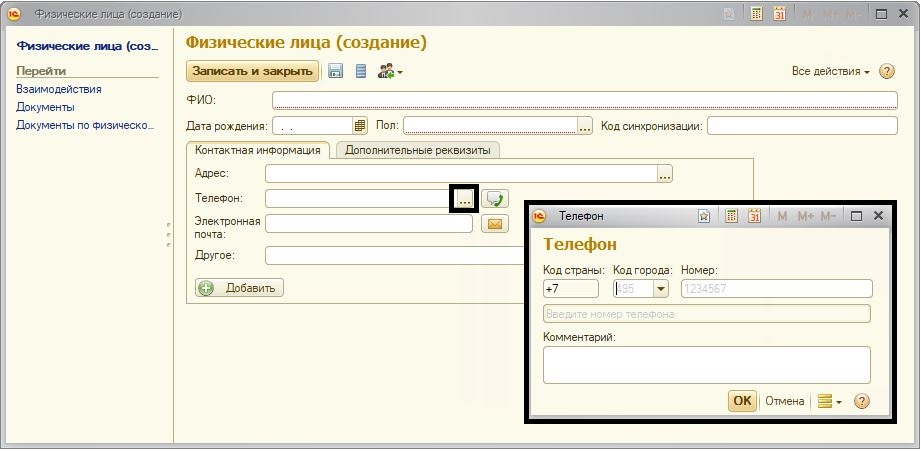 Физические лица (создание)
M M+ M-
Физические лица (соз...
Перейти
Взаимодействия
Документы
Документы по физическо...
Физические лица (создание)
Записать и закрыть
Все действия
ФИО:
Дата рождения: . . Пол: ... Код синхронизации:
Контактная информация Дополнительные реквизиты
Адрес: ...
Телефон: ...
Электронная
почта:
Другое:
Добавить
1С Телефон M M+ M-
Телефон
Код страны: Код города: Номер:
+7 495 1234567
Введите номер телефона
Комментарий:
ОК Отмена